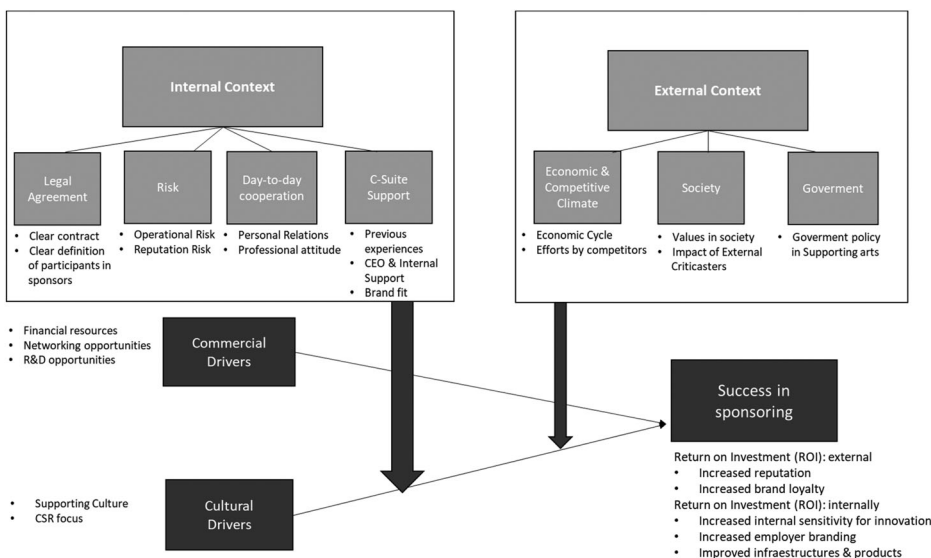 Internal Context
Legal
Agreement
Risk
Day-to-day
cooperation
C-Suite
Support
• Clear contract
• Clear definition
of participants in
sponsors
• Operational Risk
• Reputation Risk
• Personal Relations
• Professional attitude
• Previous
experiences
• CEO & Internal
Support
• Brand fit
External Context
Economic &
Competitive
Climate
Society
Goverment
• Economic Cycle
• Efforts by competitors
• Values in society
• Impact of External
Criticasters
• Goverment policy
in Supporting arts
• Financial resources
• Networking opportunities
• R&D opportunities
Commercial
Drivers
Success in
sponsoring
Return on Investment (ROI): external
• Increased reputation
• Increased brand loyalty
Return on Investment (ROI): internally
• Increased internal sensitivity for innovation
• Increased employer branding
• Improved infraestructures & products
• Supporting Culture
• CSR focus
Cultural
Drivers